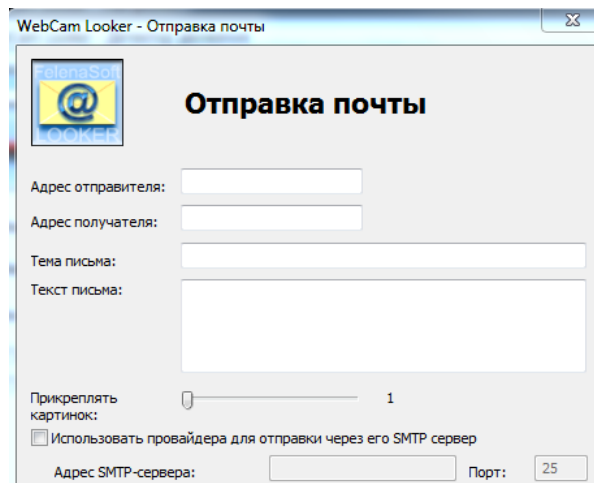 WebCam Looker - Отправка почты
FelenaSoft
@
LOOKER
Отправка почты
Адрес отправителя:
Адрес получателя:
Тема письма:
Текст письма:
Прикреплять
картинок:
1
Использовать провайдера для отправки через его SMTP сервер
Адрес SMTP-сервера:
Порт: 25